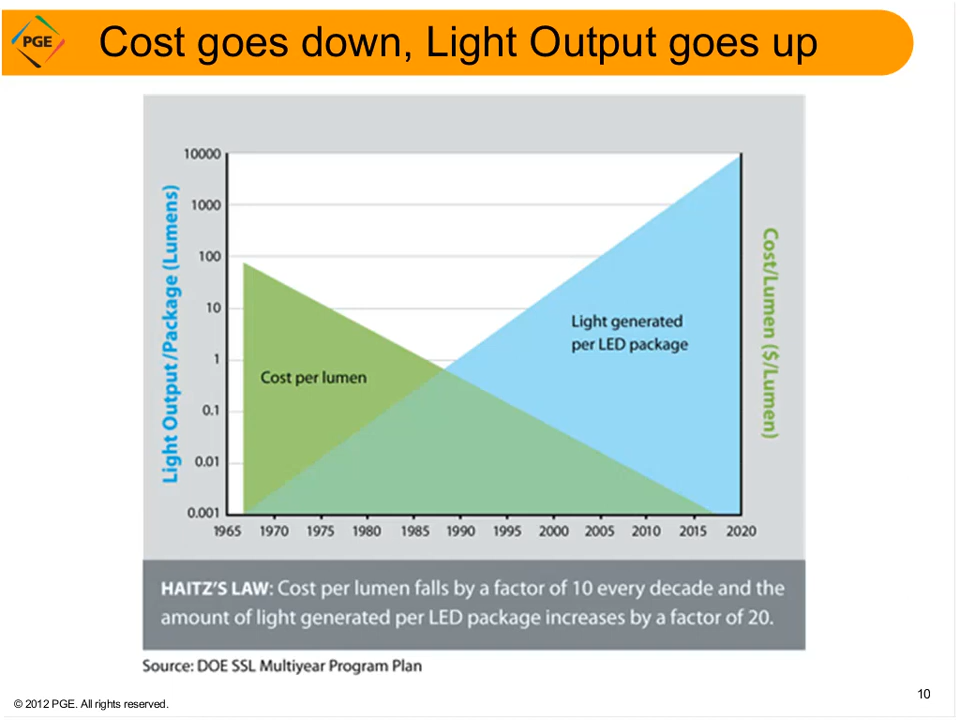 PGE
Cost goes down, Light Output goes up
Light Output/Package (Lumens)
10000
1000
100
10
1
0.1
0.01
0.001
Light generated
per LED package
Cost per lumen
Cost/Lumen ($/Lumen)
1965 1970 1975 1980 1985 1990 1995 2000 2005 2010 2015 2020
HAITZ'S LAW: Cost per lumen falls by a factor of 10 every decade and the
amount of light generated per LED package increases by a factor of 20.
Source: DOE SSL Multiyear Program Plan
© 2012 PGE. All rights reserved.
10